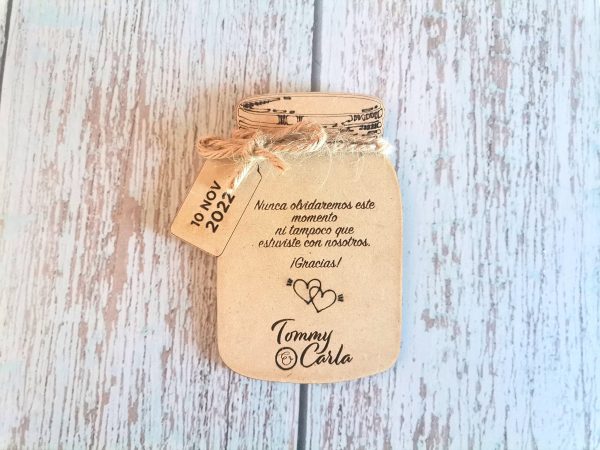 10 NOV
2022
Nunca olvidaremos este
momento
ni tampoco que
estuviste con nosotros.
¡Gracias!
Tommy
& Carla